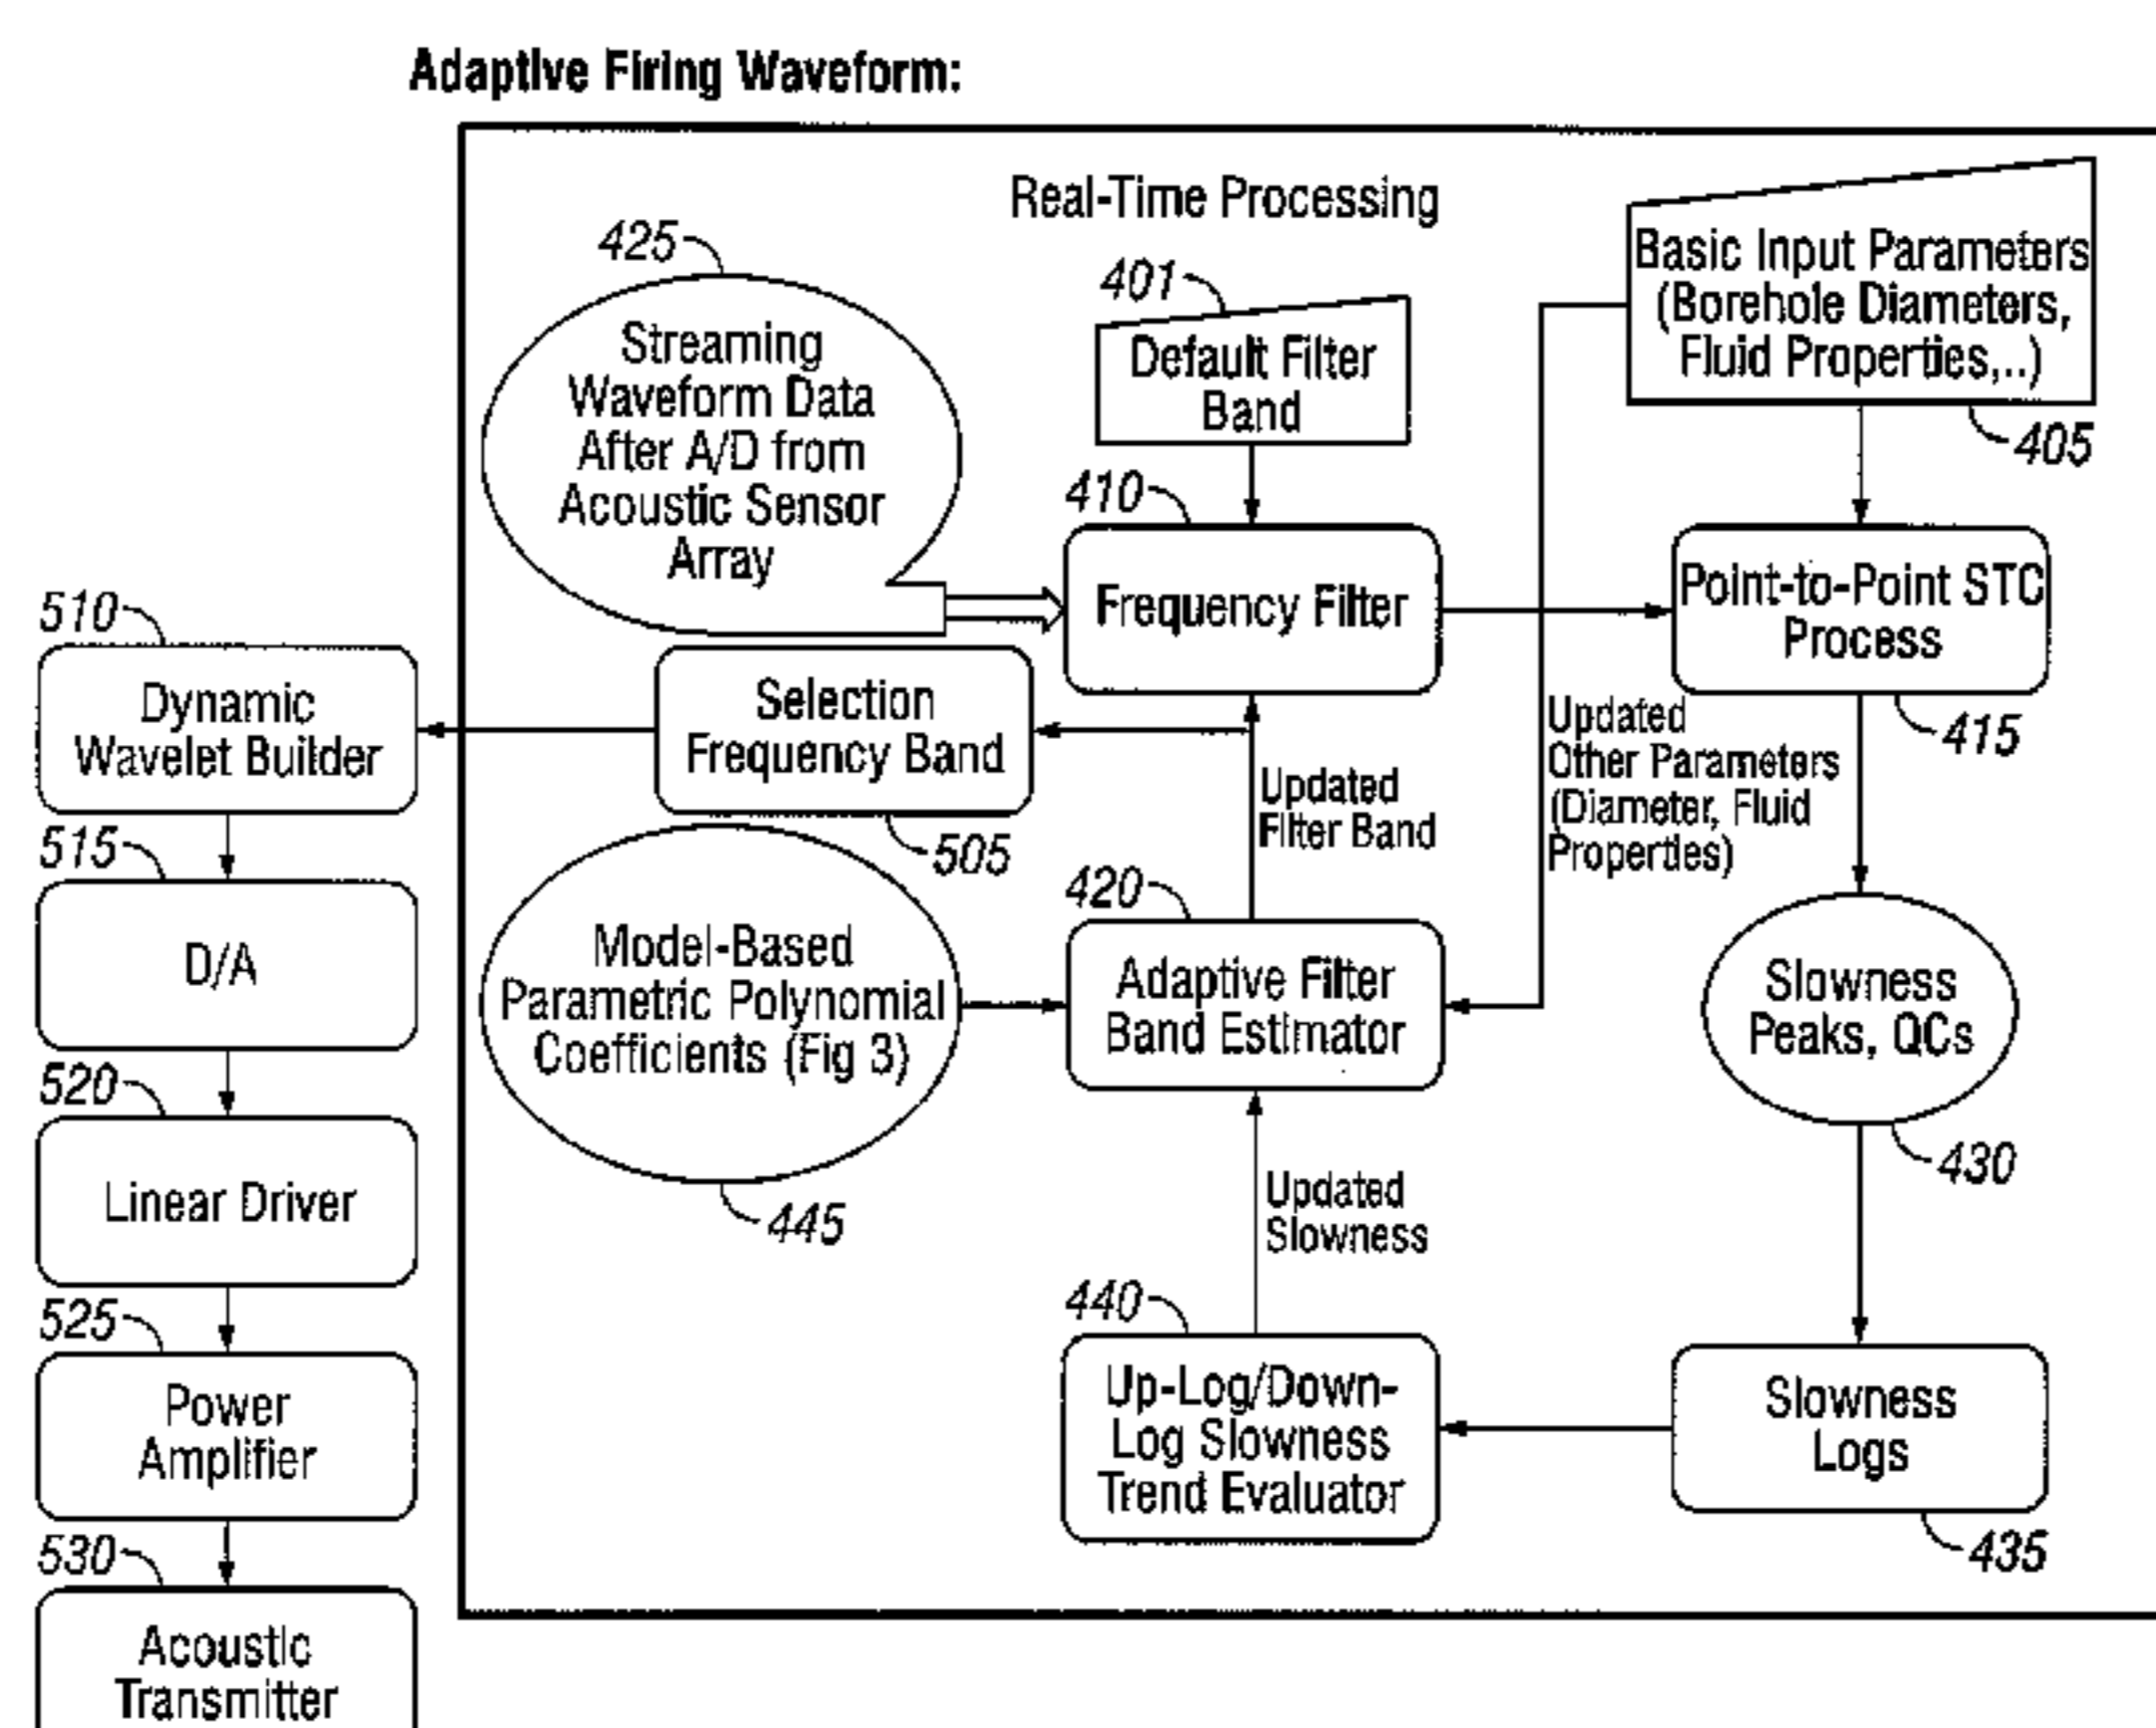 Adaptive Firing Waveform:
Real-Time Processing
425
Streaming
Waveform Data
After A/D from
Acoustic Sensor
Array
401
Default Filter
Band
Basic Input Parameters
(Borehole Diameters,
Fluid Properties,..)
405
410
Frequency Filter
Point-to-Point STC
Process
415
510
Dynamic
Wavelet Builder
Selection
Frequency Band
505
Updated
Filter Band
Updated
Other Parameters
(Diameter, Fluid
Properties)
515
D/A
Model-Based
Parametric Polynomial
Coefficients (Fig 3)
445
420
Adaptive Filter
Band Estimator
Slowness
Peaks, QCs
430
520
Linear Driver
Updated
Slowness
525
Power
Amplifier
440
Up-Log/Down-
Log Slowness
Trend Evaluator
Slowness
Logs
435
530
Acoustic
Transmitter